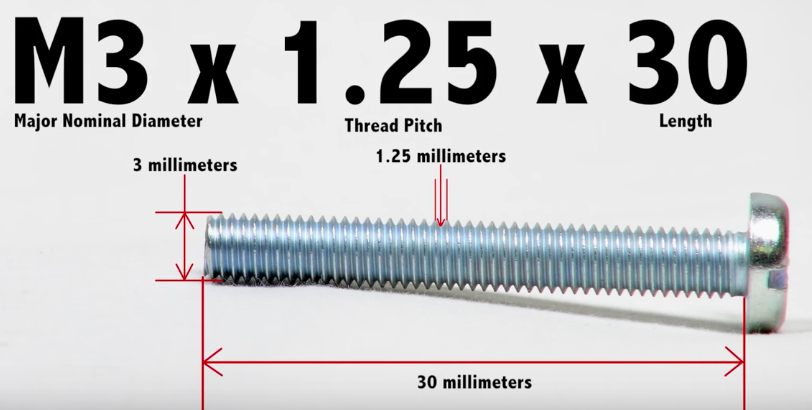 M3 x 1.25 x 30
Major Nominal Diameter
Thread Pitch
Length
3 millimeters
1.25 millimeters
30 millimeters